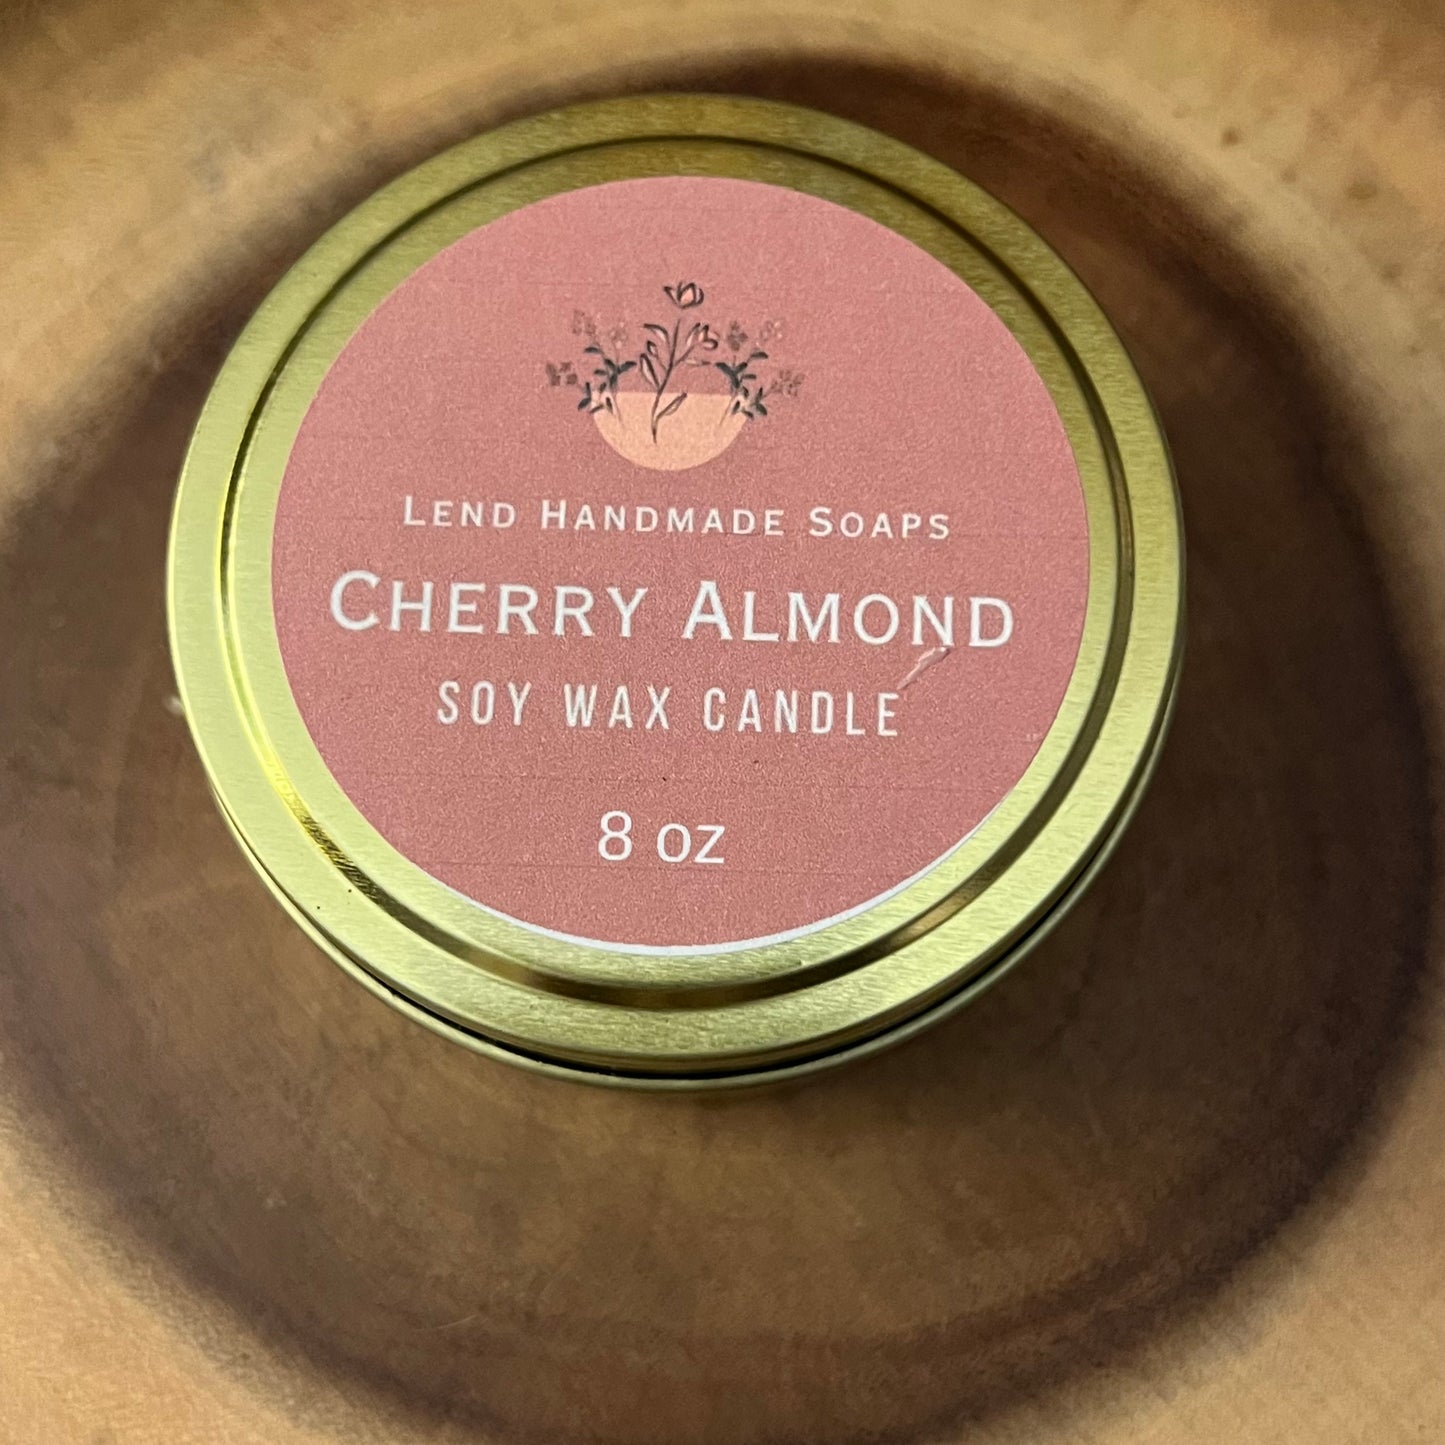 Lend Handmade Soaps
Cherry Almond
SOY WAX CANDLE
8 oz